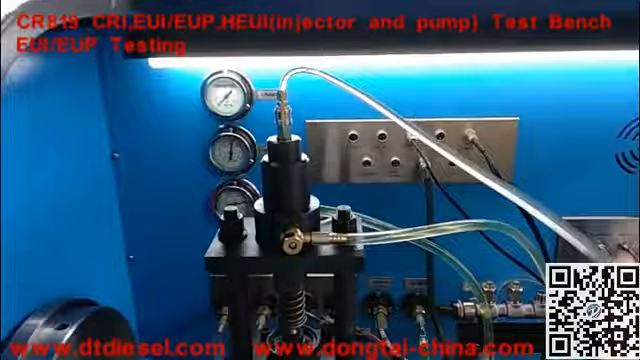 CR819 CRI,EUI/EUP,HEUI(injector and pump) Test Bench
EUI/EUP Testing
www.dtdiesel.com
www.dongtai-china.com